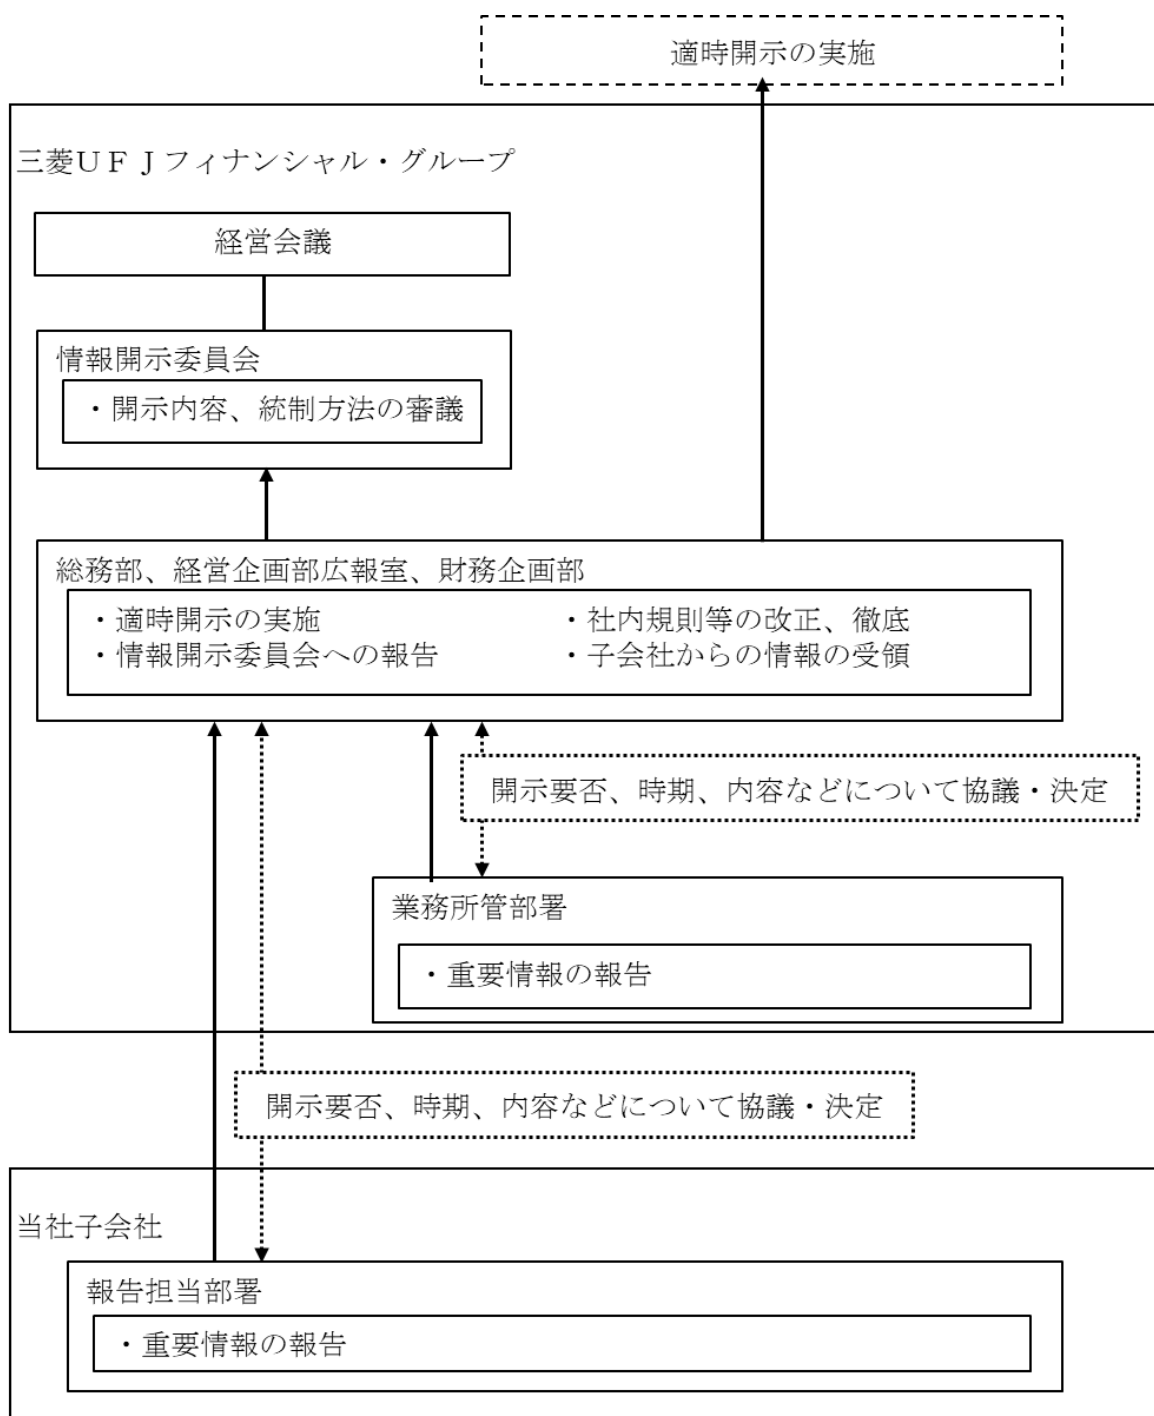 適時開示の実施
三菱ＵＦＪフィナンシャル・グループ
経営会議
情報開示委員会
・開示内容、統制方法の審議
総務部、経営企画部広報室、財務企画部
・適時開示の実施
・情報開示委員会への報告
・社内規則等の改正、徹底
・子会社からの情報の受領
開示要否、時期、内容などについて協議・決定
業務所管部署
・重要情報の報告
開示要否、時期、内容などについて協議・決定
当社子会社
報告担当部署
・重要情報の報告